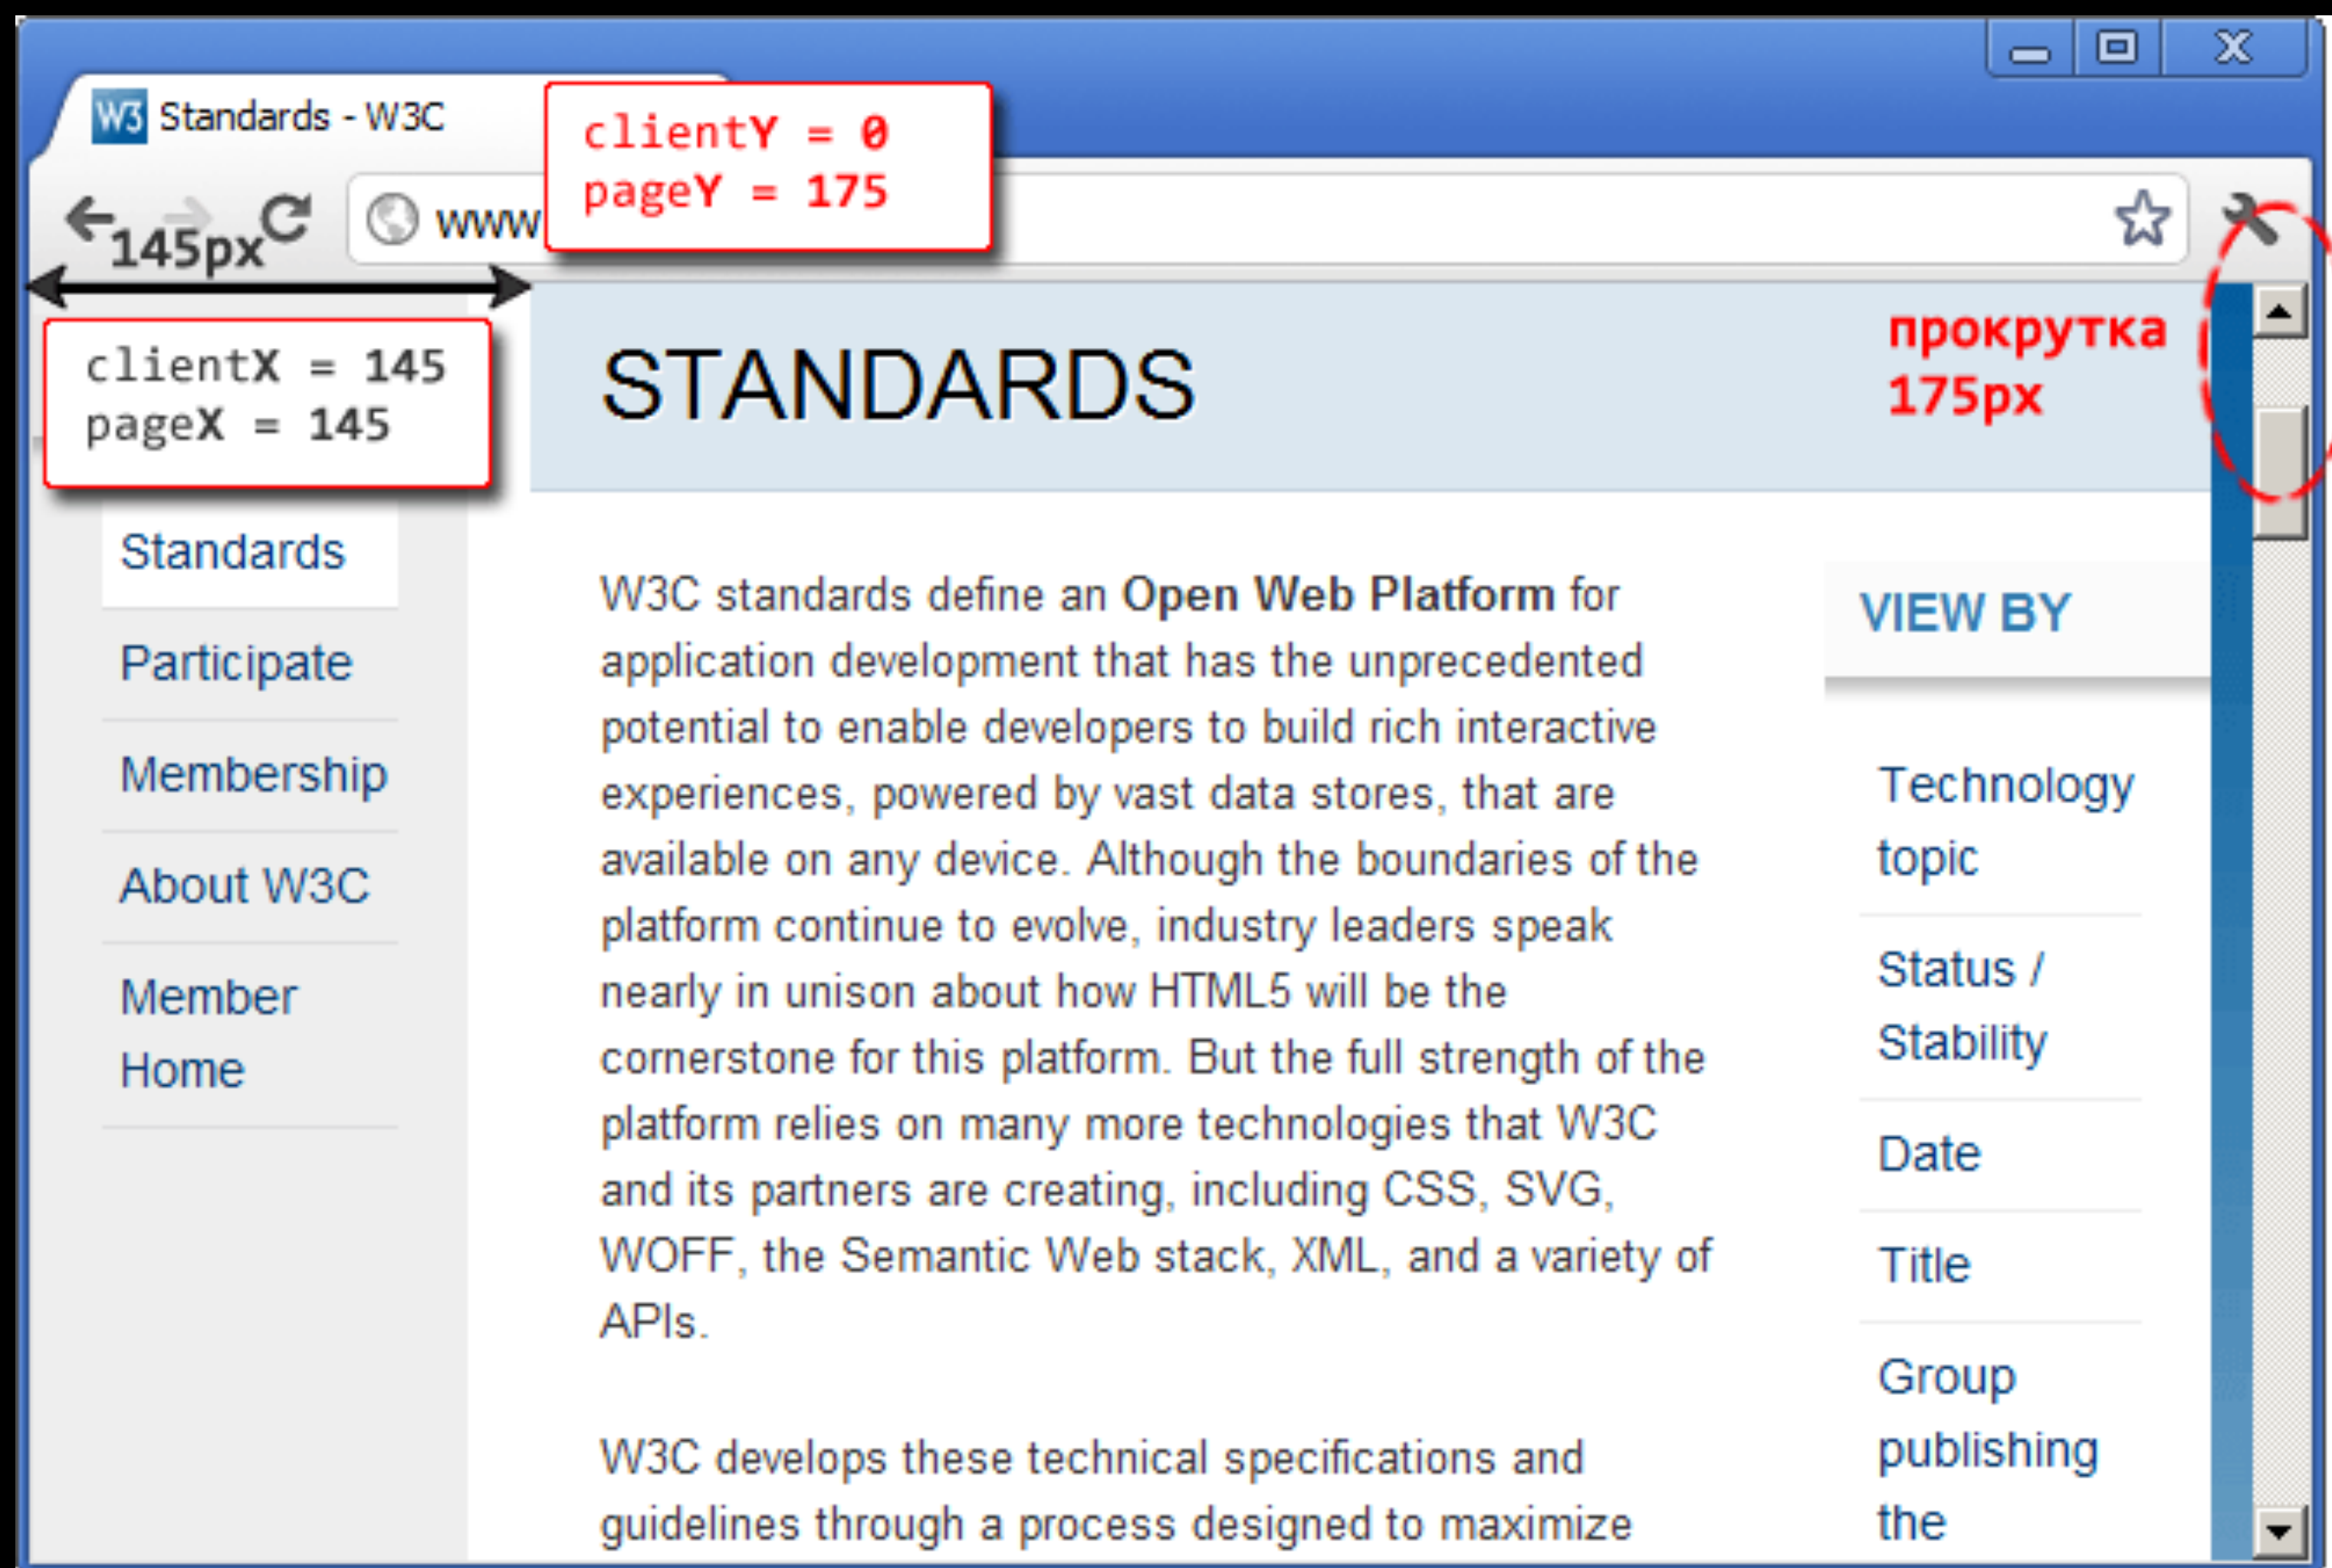 W3 Standards - W3C
clientY = 0
pageY = 175
www
145px
clientX = 145
pageX = 145
STANDARDS
прокрутка
175px
Standards
Participate
Membership
About W3C
Member
Home
W3C standards define an Open Web Platform for
application development that has the unprecedented
potential to enable developers to build rich interactive
experiences, powered by vast data stores, that are
available on any device. Although the boundaries of the
platform continue to evolve, industry leaders speak
nearly in unison about how HTML5 will be the
cornerstone for this platform. But the full strength of the
platform relies on many more technologies that W3C
and its partners are creating, including CSS, SVG,
WOFF, the Semantic Web stack, XML, and a variety of
APIs.
W3C develops these technical specifications and
guidelines through a process designed to maximize
VIEW BY
Technology
topic
Status /
Stability
Date
Title
Group
publishing
the